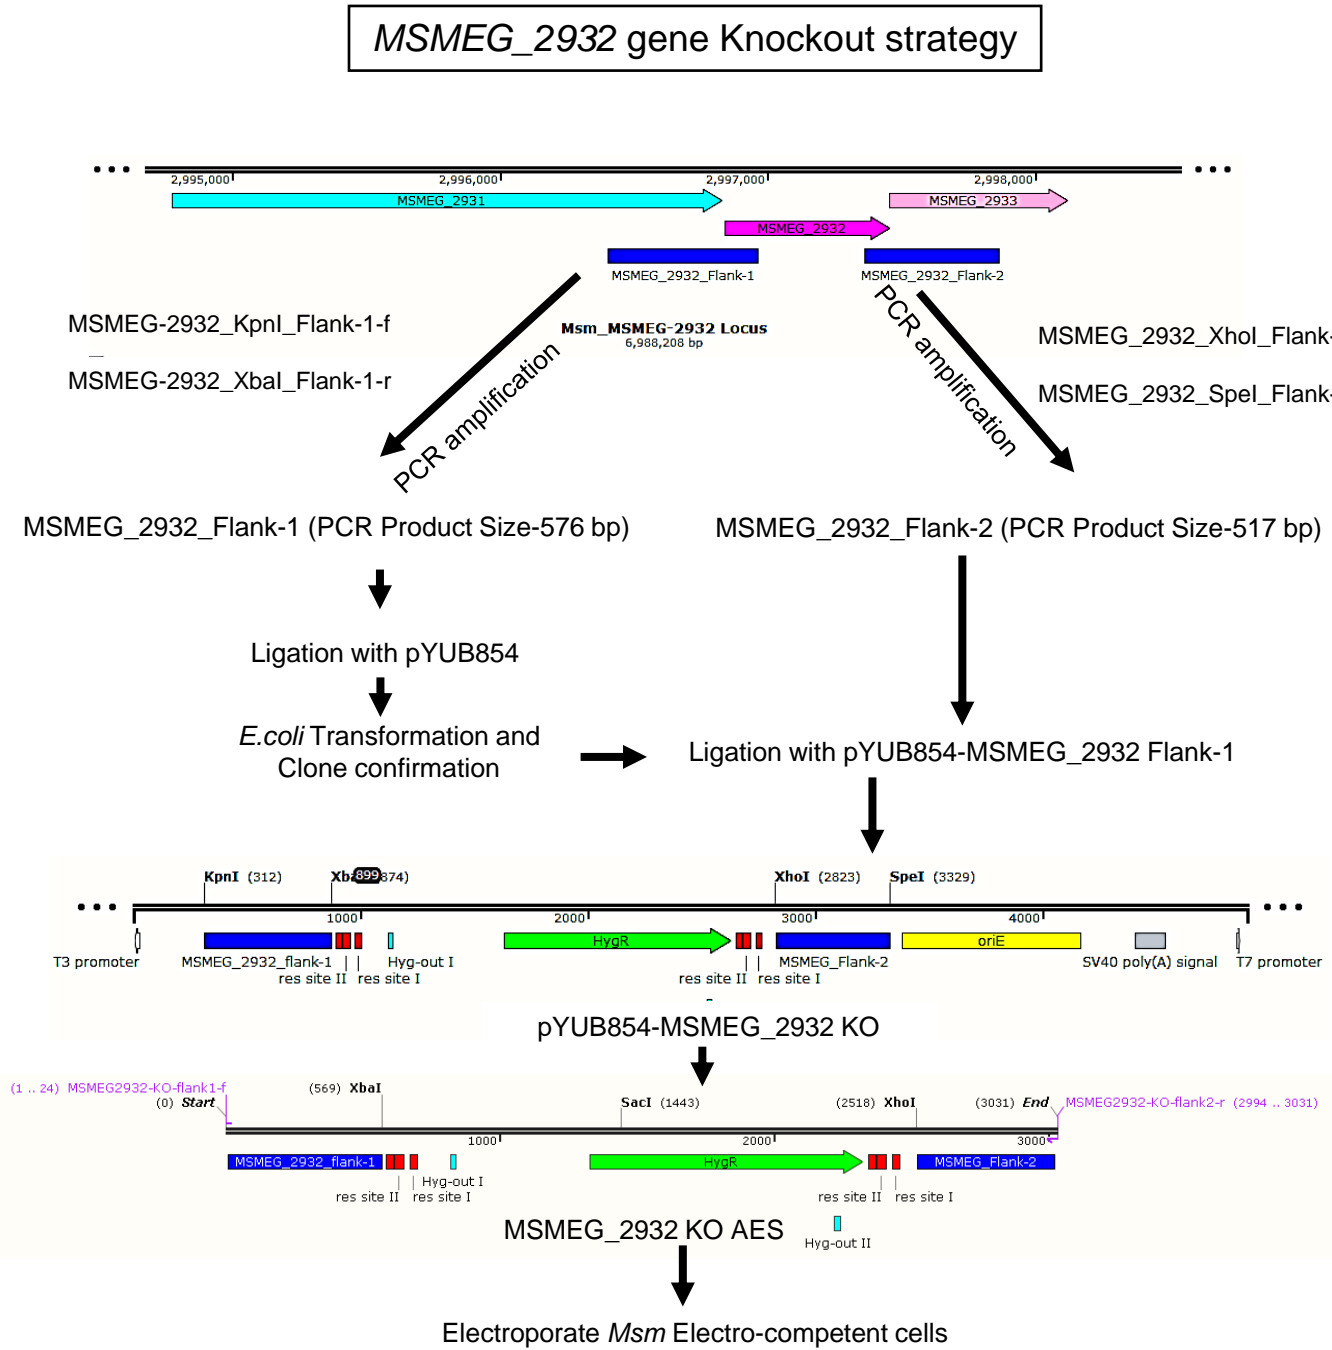 MSMEG_2932 gene Knockout strategy
2,995,000 2,996,000 2,997,000 2,998,000
MSMEG_2931 MSMEG_2933
MSMEG_2932
MSMEG_2932_Flank-1 MSMEG_2932_Flank-2
MSMEG-2932_KpnI_Flank-1-f
MSMEG-2932_XbaI_Flank-1-r
Msm_MSMEG-2932 Locus
6,988,208 bp
MSMEG_2932_XhoI_Flank-
MSMEG_2932_SpeI_Flank-
PCR amplification
PCR amplification
MSMEG_2932_Flank-1 (PCR Product Size-576 bp)
MSMEG_2932_Flank-2 (PCR Product Size-517 bp)
Ligation with pYUB854
E.coli Transformation and
Clone confirmation
Ligation with pYUB854-MSMEG_2932 Flank-1
KpnI (312) 899 874) XhoI (2823) SpeI (3329)
1000 2000 3000 4000
HygR oriE
T3 promoter MSMEG_2932_flank-1 Hyg-out I MSMEG_Flank-2 SV40 poly(A) signal T7 promoter
res site II res site I res site II res site I
pYUB854-MSMEG_2932 KO
(1 .. 24) MSMEG2932-KO-flank1-f (569) XbaI
(0) Start SacI (1443) (2518) XhoI (3031) End MSMEG2932-KO-flank2-r (2994 .. 3031)
1000 2000 3000
MSMEG_2932_flank-1 HygR MSMEG_Flank-2
Hyg-out I
res site II res site I res site II res site I
MSMEG_2932 KO AES
Hyg-out II
Electroporate Msm Electro-competent cells